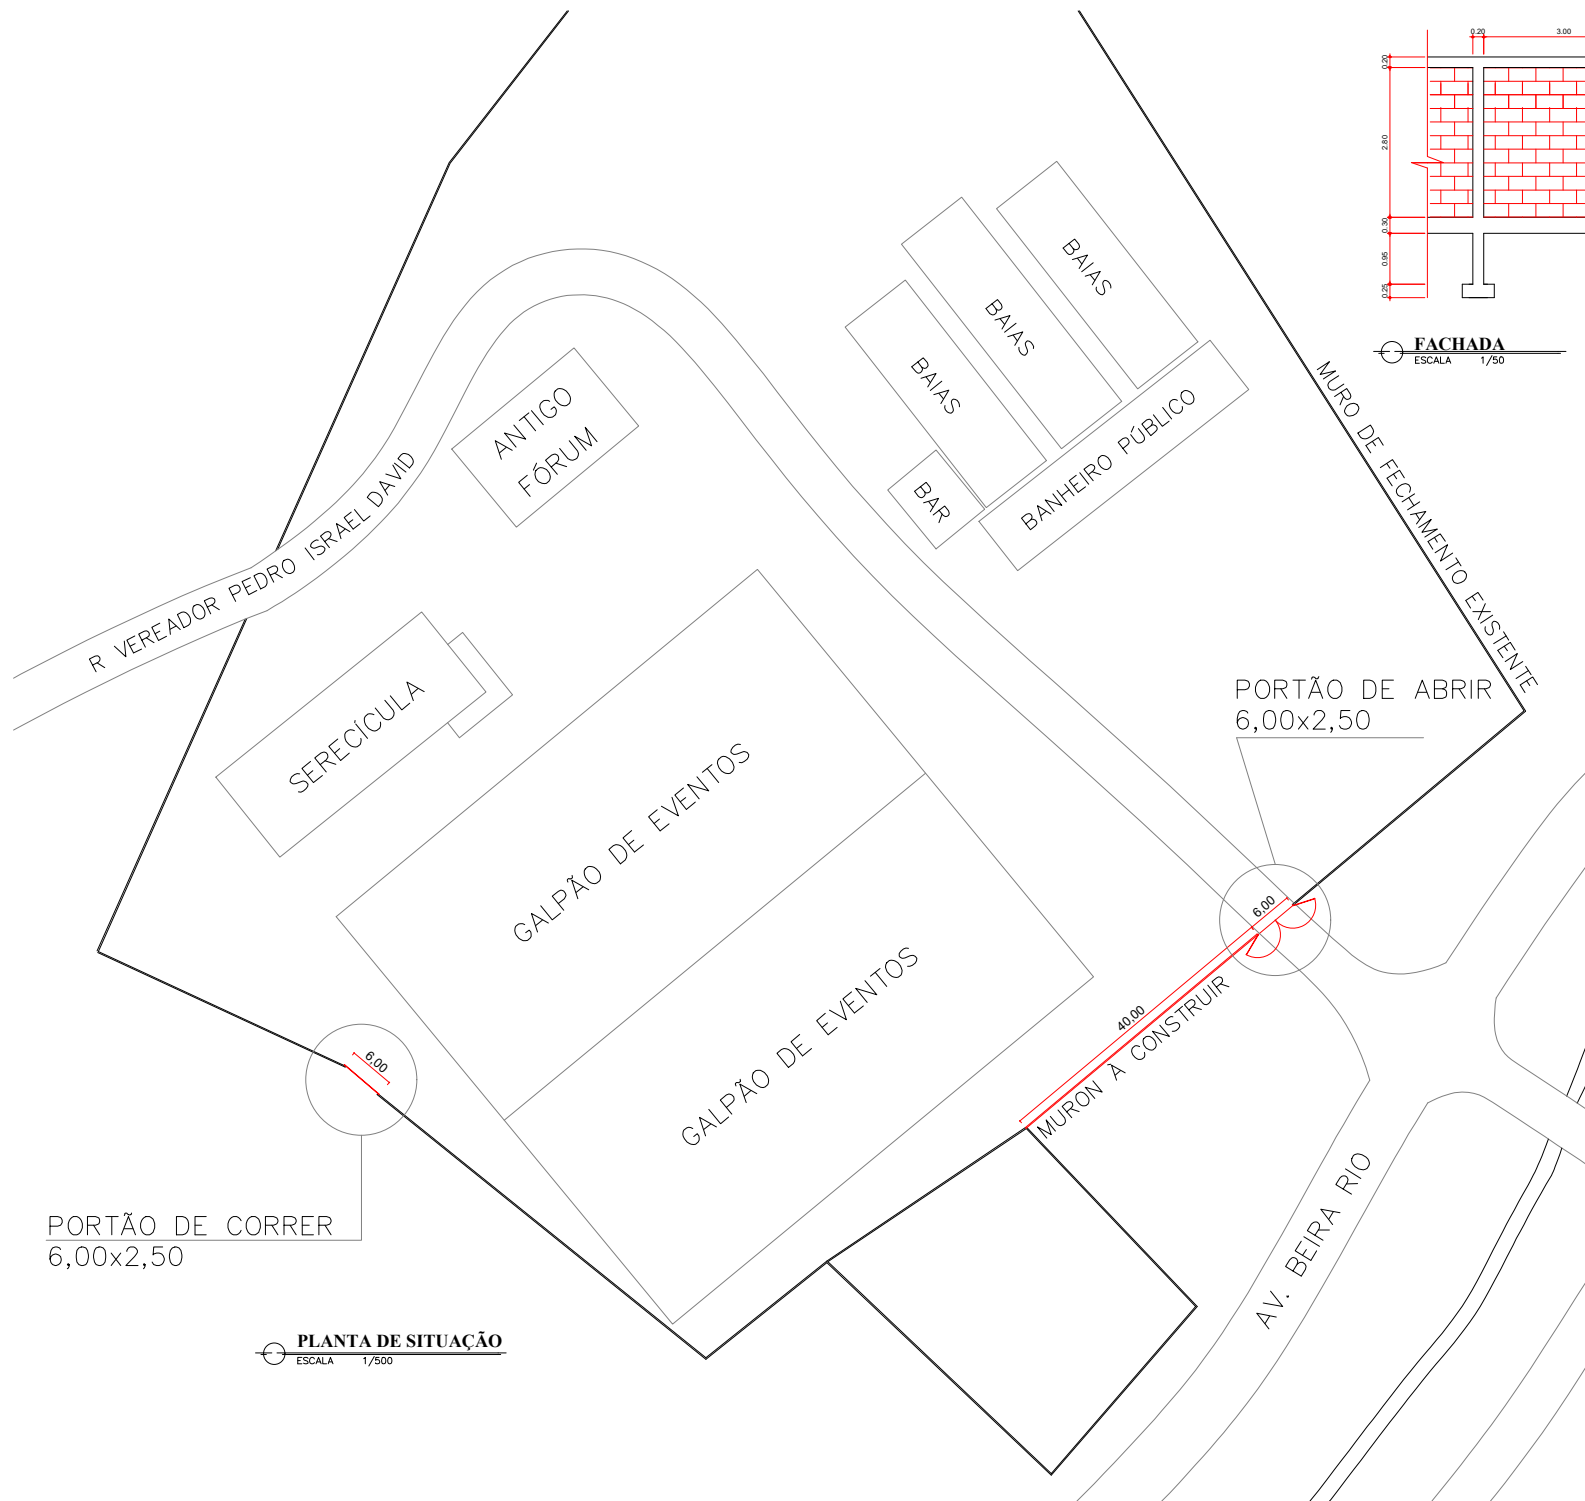 0.20
3.00
0.20
2.80
0.30
0.95
0.25
FACHADA
ESCALA 1/50
BAIAS
BAIAS
BAIAS
BANHEIRO PÚBLICO
BAR
MURO DE FECHAMENTO EXISTENTE
ANTIGO
FÓRUM
R VEREADOR PEDRO ISRAEL DAVID
SERECÍCULA
GALPÃO DE EVENTOS
GALPÃO DE EVENTOS
PORTÃO DE ABRIR
6,00x2,50
6,00
40,00
MURON À CONSTRUIR
6,00
PORTÃO DE CORRER
6,00x2,50
AV. BEIRA RIO
PLANTA DE SITUAÇÃO
ESCALA 1/500